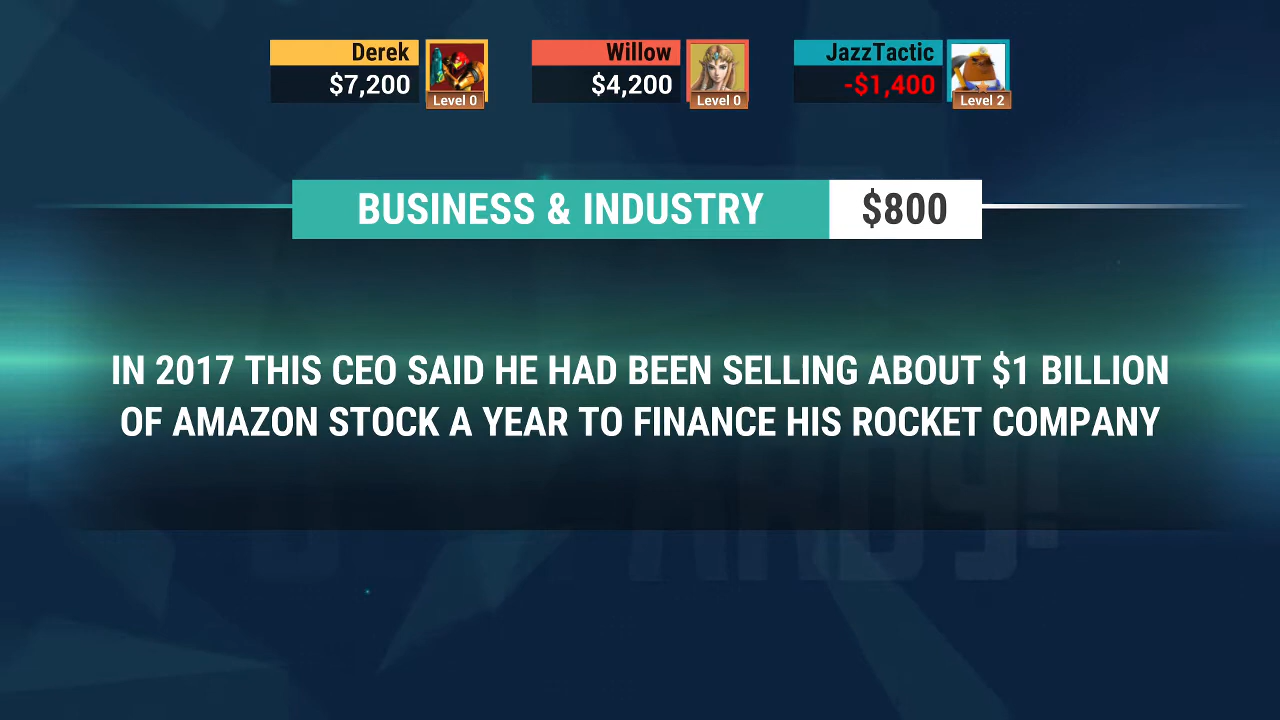 Derek
$7,200
Level 0
Willow
$4,200
Level 0
JazzTactic
-$1,400
Level 2
BUSINESS & INDUSTRY $800
IN 2017 THIS CEO SAID HE HAD BEEN SELLING ABOUT $1 BILLION
OF AMAZON STOCK A YEAR TO FINANCE HIS ROCKET COMPANY